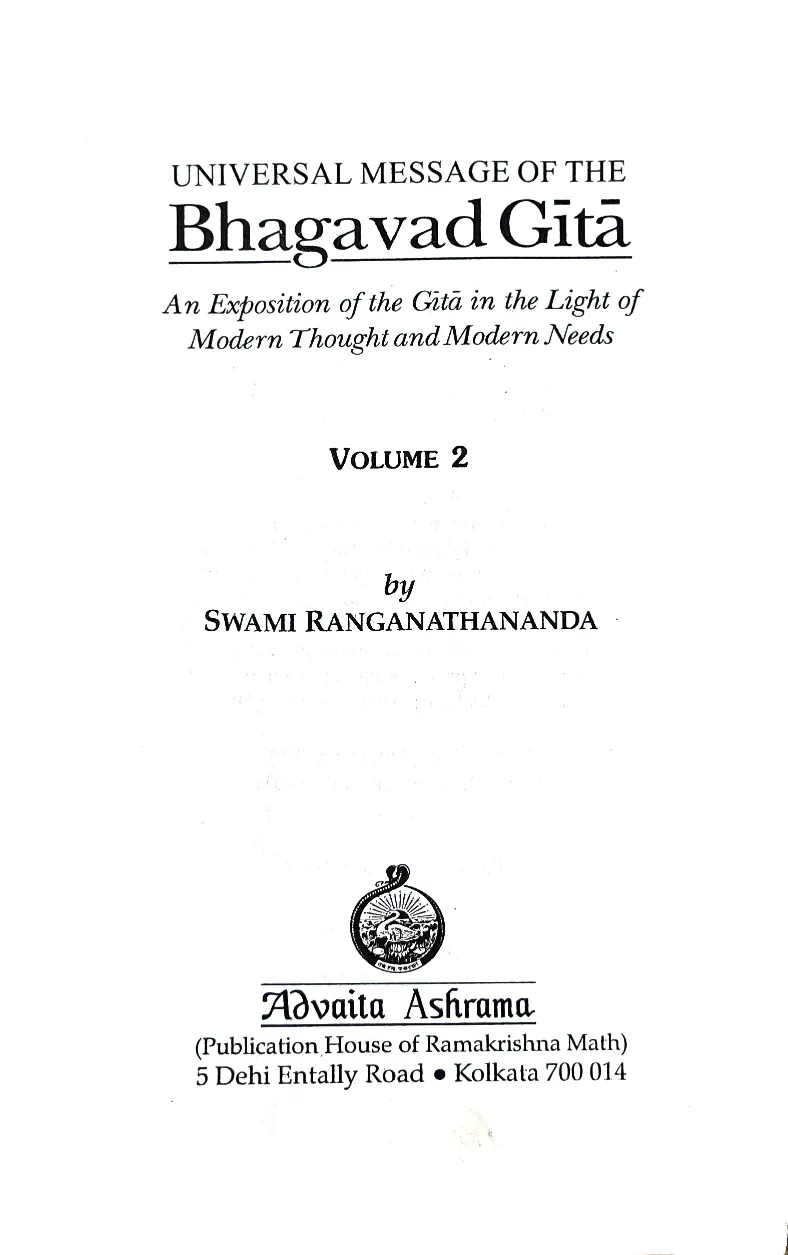 UNIVERSAL MESSAGE OF THE
Bhagavad Gītā
An Exposition of the Gītā in the Light of
Modern Thought and Modern Needs
VOLUME 2
by
SWAMI RANGANATHANANDA
Advaita Ashrama
(Publication House of Ramakrishna Math)
5 Dehi Entally Road • Kolkata 700 014